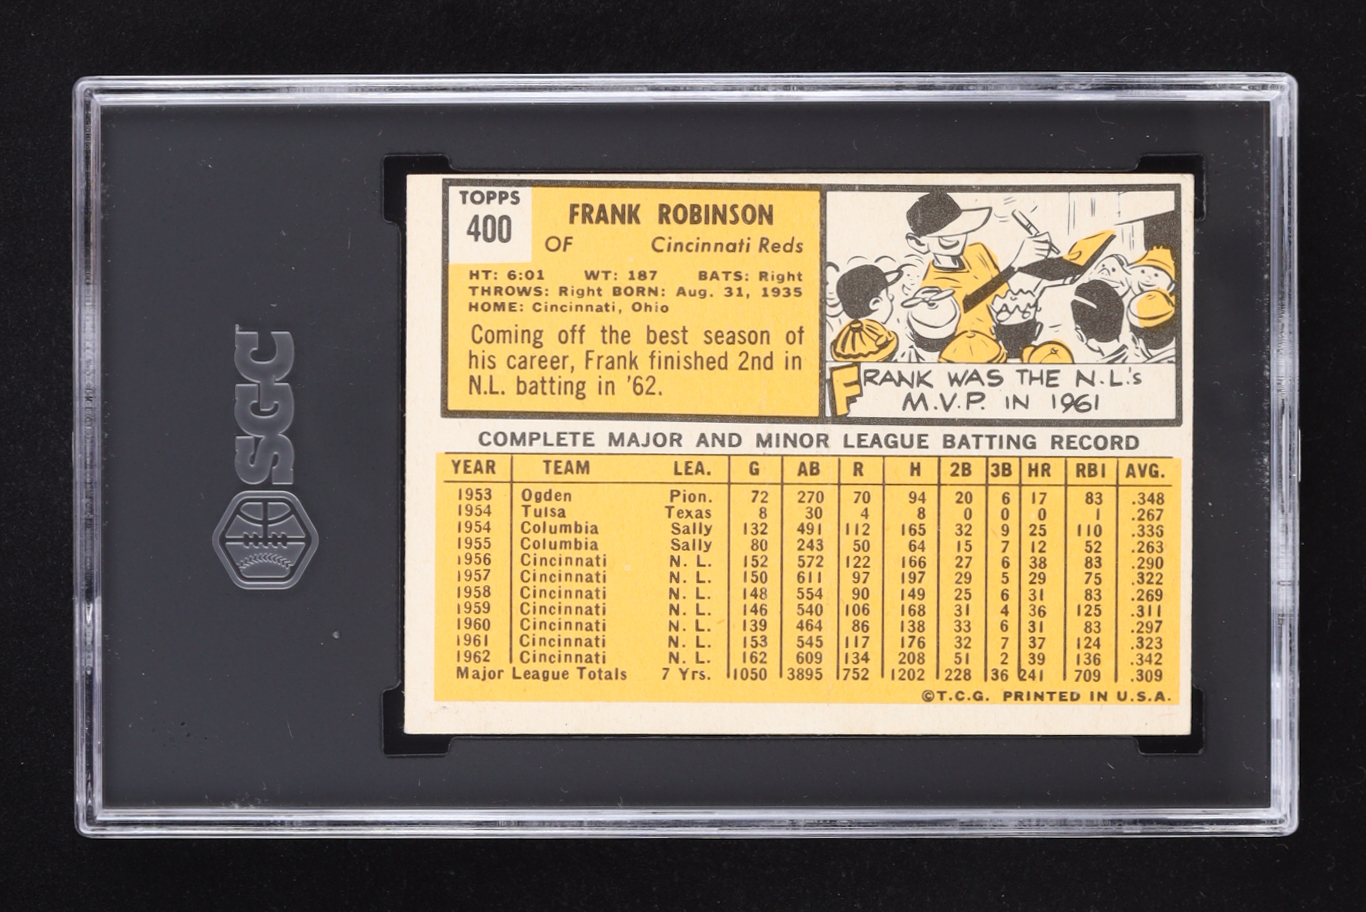 SGC
TOPPS
400
FRANK ROBINSON
OF Cincinnati Reds
HT: 6:01 WT: 187 BATS: Right
THROWS: Right BORN: Aug. 31, 1935
HOME: Cincinnati, Ohio
Coming off the best season of
his career, Frank finished 2nd in
N.L. batting in '62.
FRANK WAS THE N.L.'s
M.V.P. IN 1961
COMPLETE MAJOR AND MINOR LEAGUE BATTING RECORD
YEAR TEAM LEA. G AB R H 2B 3B HR RBI AVG.
1953 Ogden Pion. 72 270 70 94 20 6 17 83 .348
1954 Tulsa Texas 8 30 4 8 0 0 0 1 .267
1954 Columbia Sally 132 491 112 165 32 9 25 110 .336
1955 Columbia Sally 80 243 50 64 15 7 12 52 .263
1956 Cincinnati N. L. 152 572 122 166 27 6 38 83 .290
1957 Cincinnati N. L. 150 611 97 197 29 5 29 75 .322
1958 Cincinnati N. L. 148 554 90 149 25 6 31 83 .269
1959 Cincinnati N. L. 146 540 106 168 31 4 36 125 .311
1960 Cincinnati N. L. 139 464 86 138 33 6 31 83 .297
1961 Cincinnati N. L. 153 545 117 176 32 7 37 124 .323
1962 Cincinnati N. L. 162 609 134 208 51 2 39 136 .342
Major League Totals 7 Yrs. 1050 3895 752 1202 228 36 241 709 .309
©T.C.G. PRINTED IN U.S.A.